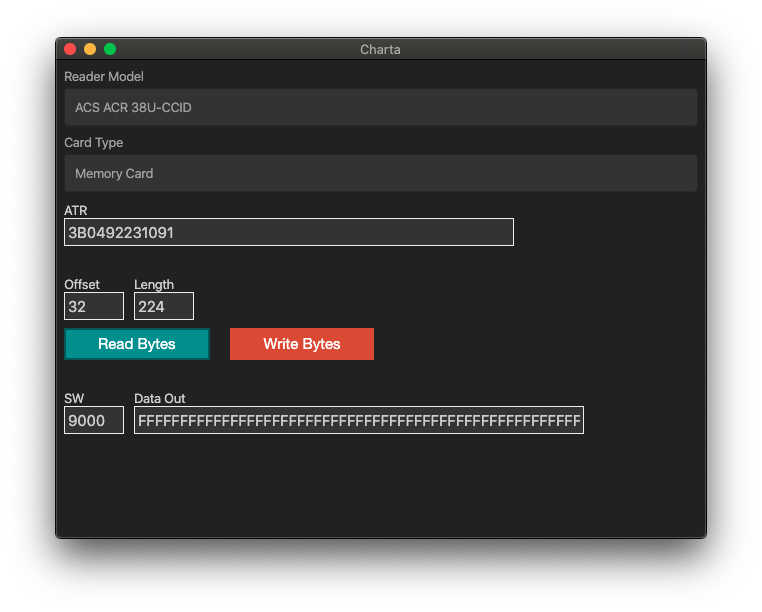 Charta
Reader Model
ACS ACR 38U-CCID
Card Type
Memory Card
ATR
3B0492231091
Offset Length
32 224
Read Bytes Write Bytes
SW Data Out
9000 FFFFFFFFFFFFFFFFFFFFFFFFFFFFFFFFFFFFFFFFFFFFFFFFFFFFF